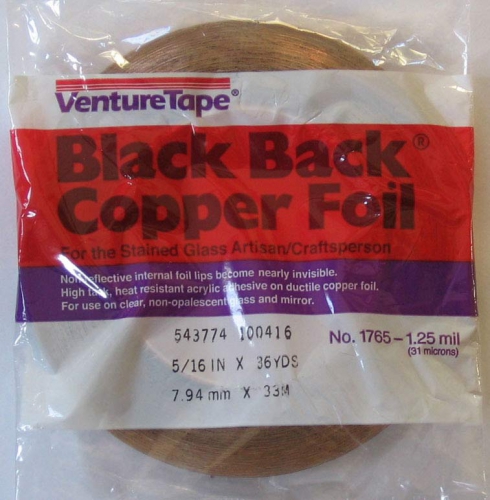 VentureTape®
Black Back®
Copper Foil
For the Stained Glass Artisan/Craftsperson
Non-reflective internal foil lips become nearly invisible.
High tack, heat resistant acrylic adhesive on ductile copper foil.
For use on clear, non-opalescent glass and mirror.
543774 100416
No. 1765–1.25 mil
(31 microns)
5/16 IN X 36YDS
7.94 mm X 33M